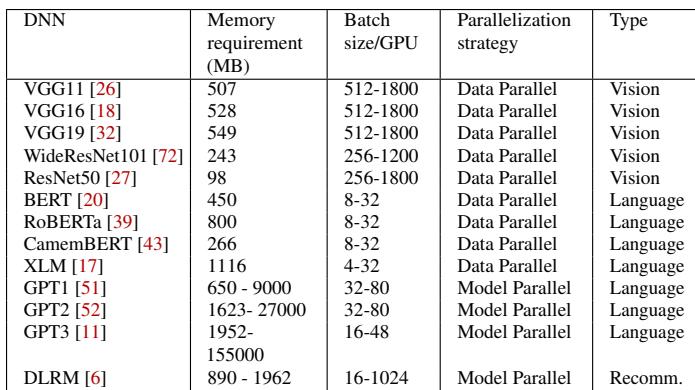 DNN Memory requirement (MB) Batch size/GPU Parallelization strategy Type
VGG11 [26] 507 512-1800 Data Parallel Vision
VGG16 [18] 528 512-1800 Data Parallel Vision
VGG19 [32] 549 512-1800 Data Parallel Vision
WideResNet101 [72] 243 256-1200 Data Parallel Vision
ResNet50 [27] 98 256-1800 Data Parallel Vision
BERT [20] 450 8-32 Data Parallel Language
RoBERTa [39] 800 8-32 Data Parallel Language
CamemBERT [43] 266 8-32 Data Parallel Language
XLM [17] 1116 4-32 Data Parallel Language
GPT1 [51] 650 - 9000 32-80 Model Parallel Language
GPT2 [52] 1623- 27000 32-80 Model Parallel Language
GPT3 [11] 1952-155000 16-48 Model Parallel Language
DLRM [6] 890 - 1962 16-1024 Model Parallel Recomm.